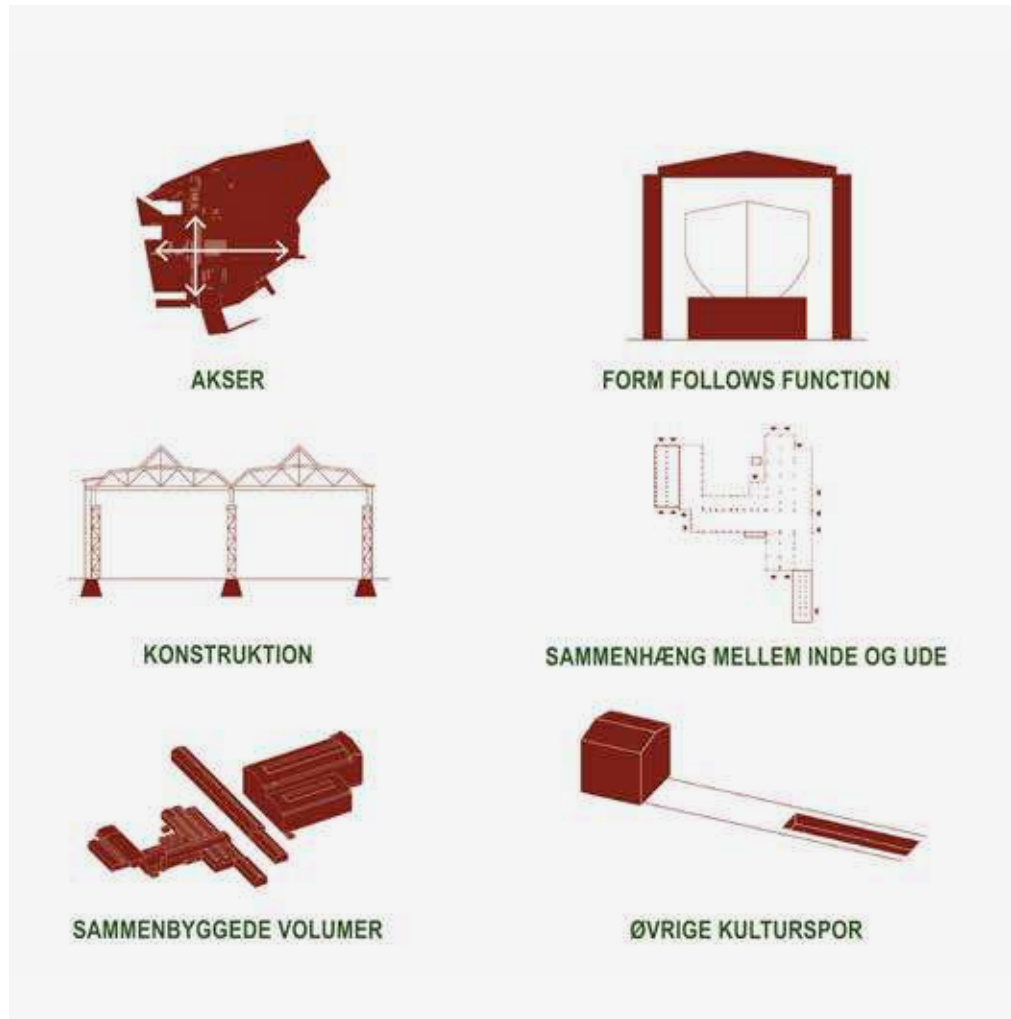 AKSER
FORM FOLLOWS FUNCTION
KONSTRUKTION
SAMMENHÆNG MELLEM INDE OG UDE
SAMMENBYGGEDE VOLUMER
ØVRIGE KULTURSPOR